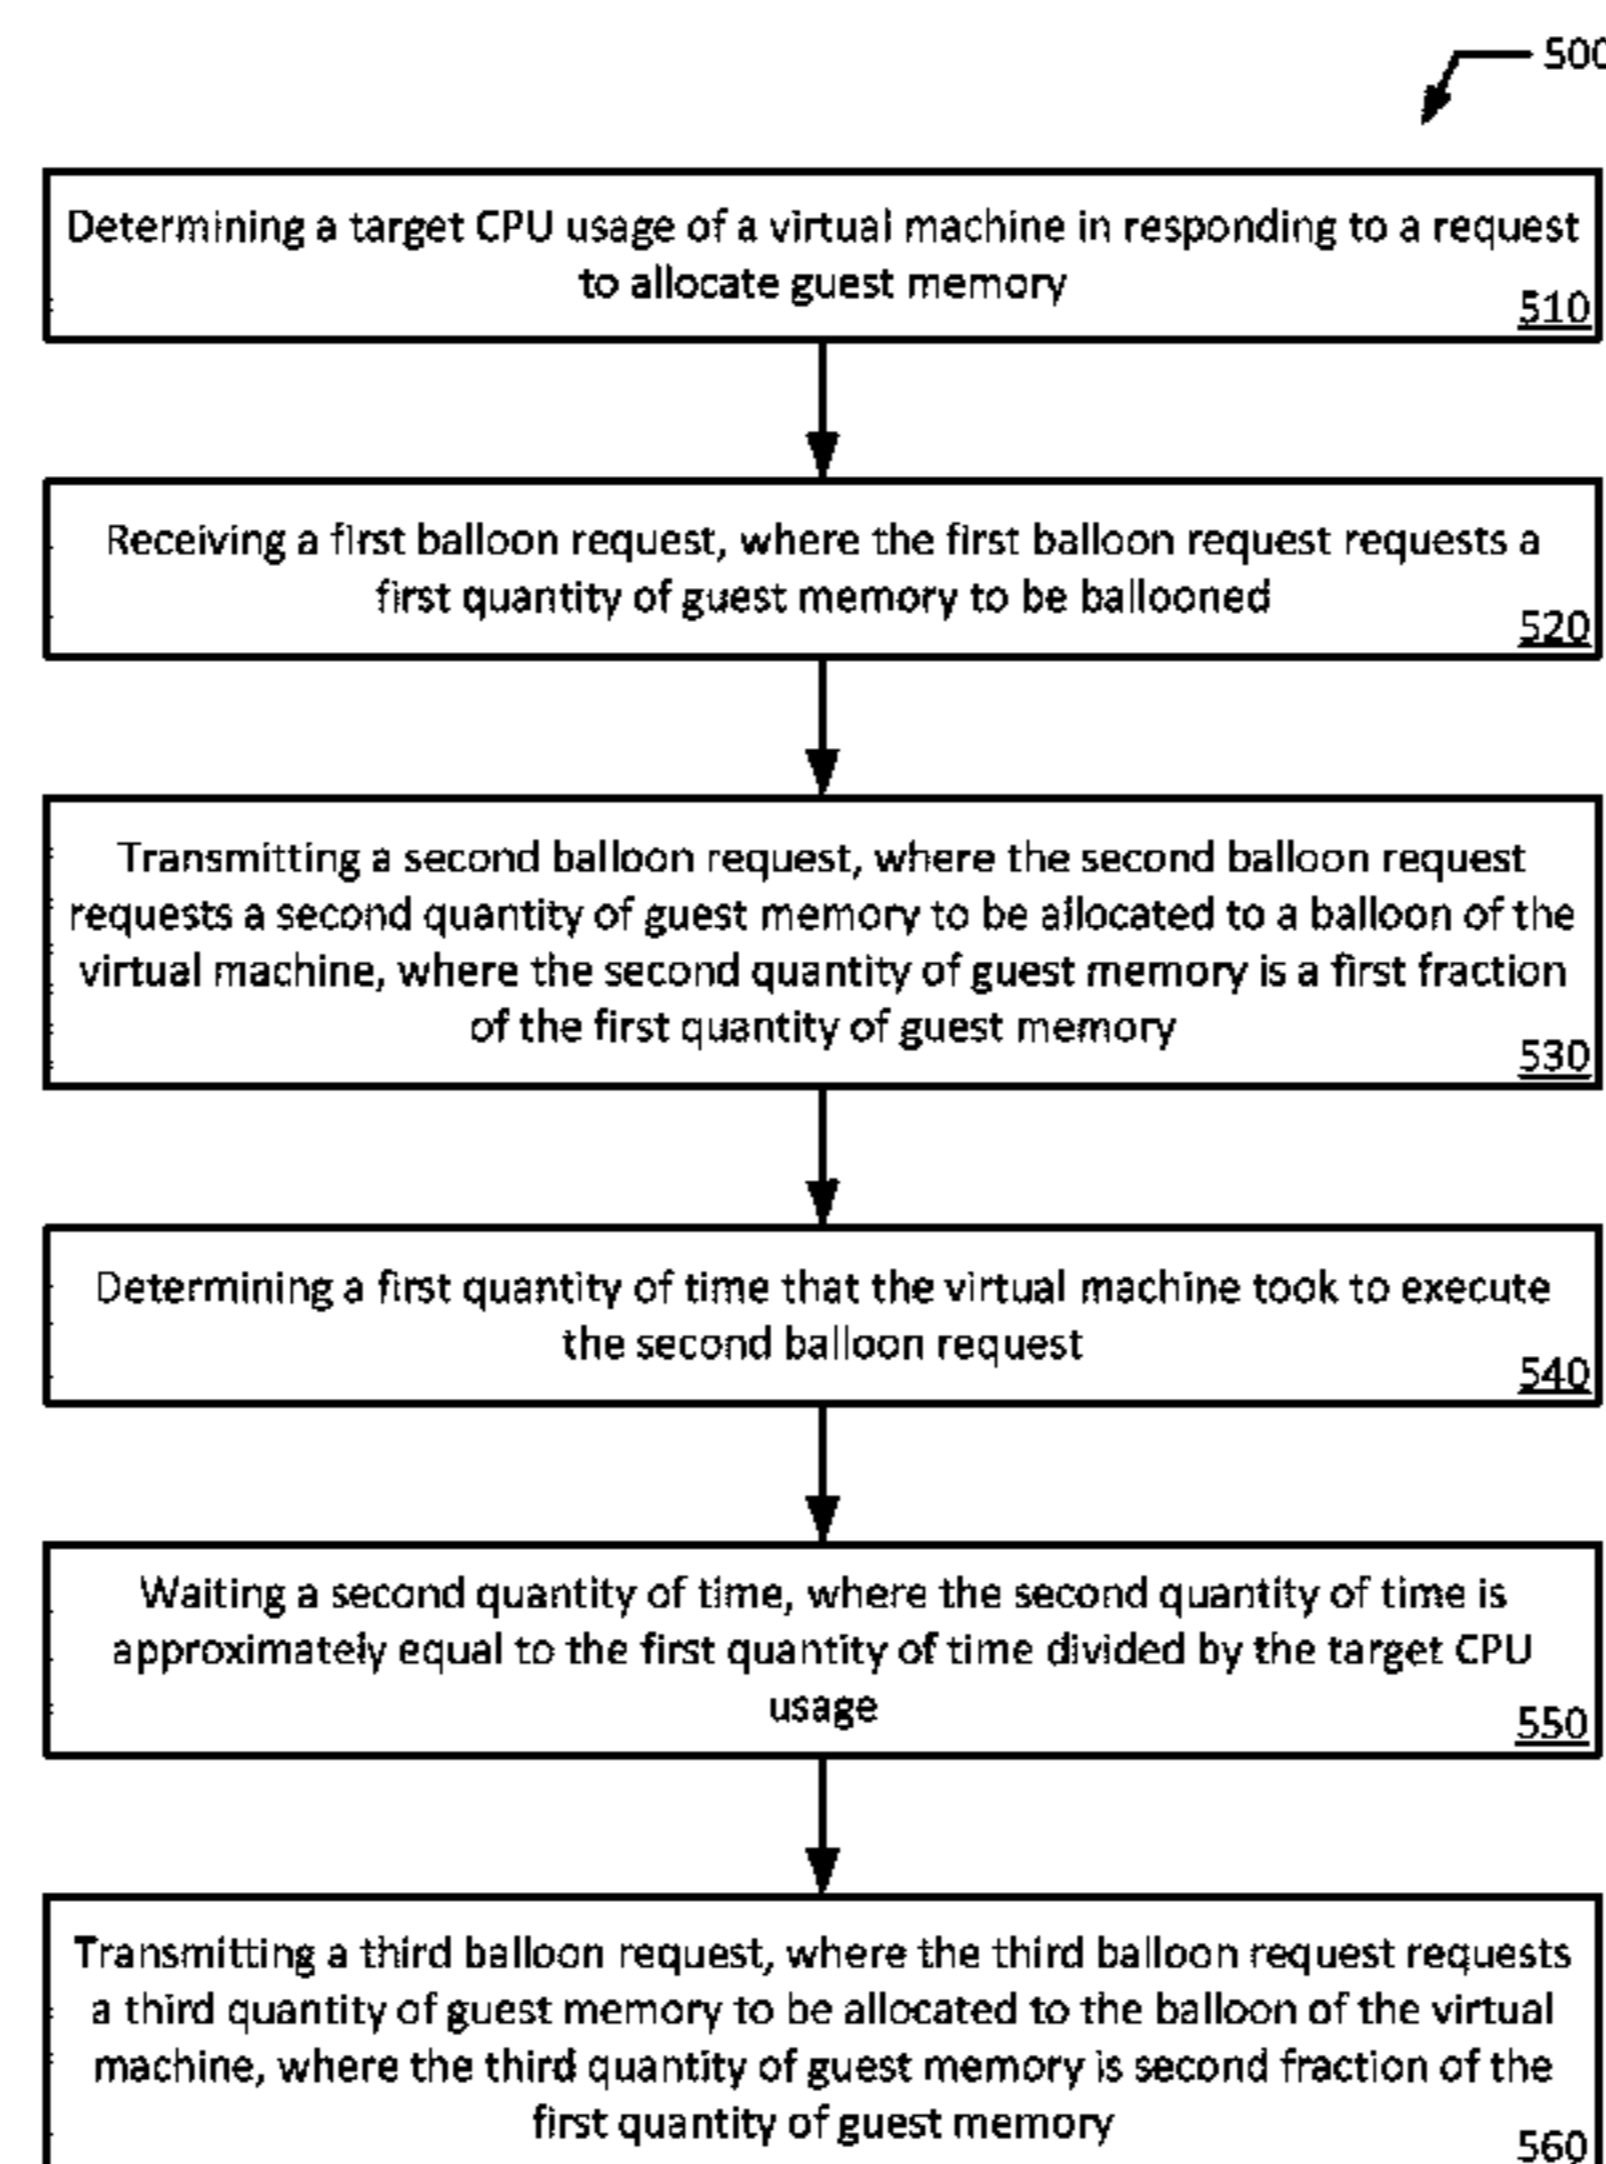 500
Determining a target CPU usage of a virtual machine in responding to a request
to allocate guest memory
510
Receiving a first balloon request, where the first balloon request requests a
first quantity of guest memory to be ballooned
520
Transmitting a second balloon request, where the second balloon request
requests a second quantity of guest memory to be allocated to a balloon of the
virtual machine, where the second quantity of guest memory is a first fraction
of the first quantity of guest memory
530
Determining a first quantity of time that the virtual machine took to execute
the second balloon request
540
Waiting a second quantity of time, where the second quantity of time is
approximately equal to the first quantity of time divided by the target CPU
usage
550
Transmitting a third balloon request, where the third balloon request requests
a third quantity of guest memory to be allocated to the balloon of the virtual
machine, where the third quantity of guest memory is second fraction of the
first quantity of guest memory
560